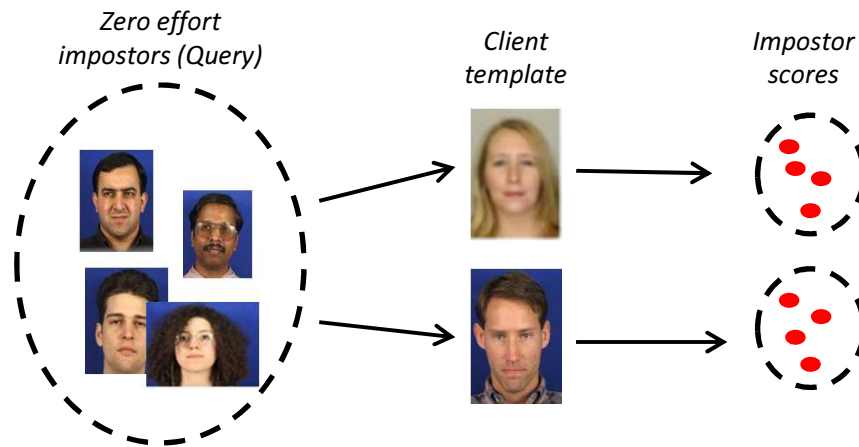 Zero effort
impostors (Query)
Client
template
Impostor
scores